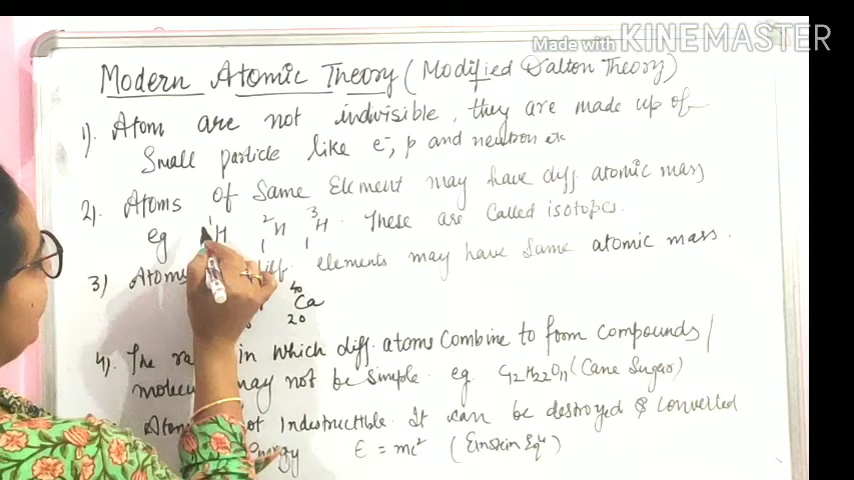 Made with KINEMASTER
Modern Atomic Theory (Modified Dalton Theory)
1). Atom are not indivisible, they are made up of
Small particle like e⁻, p and neutron etc
2). Atoms of Same Element may have diff. atomic mass
eg ¹H ²₁H ³₁H. These are Called isotopes.
3) Atoms diff. elements may have Same atomic mass.
⁴⁰₂₀Ca
4). The in which diff. atoms Combine to form compounds/
may not be simple. eg. C₁₂H₂₂O₁₁ (Cane Sugar)
Indestructible. It can be destroyed & converted
Energy E = mc² (Einstein Eqⁿ)